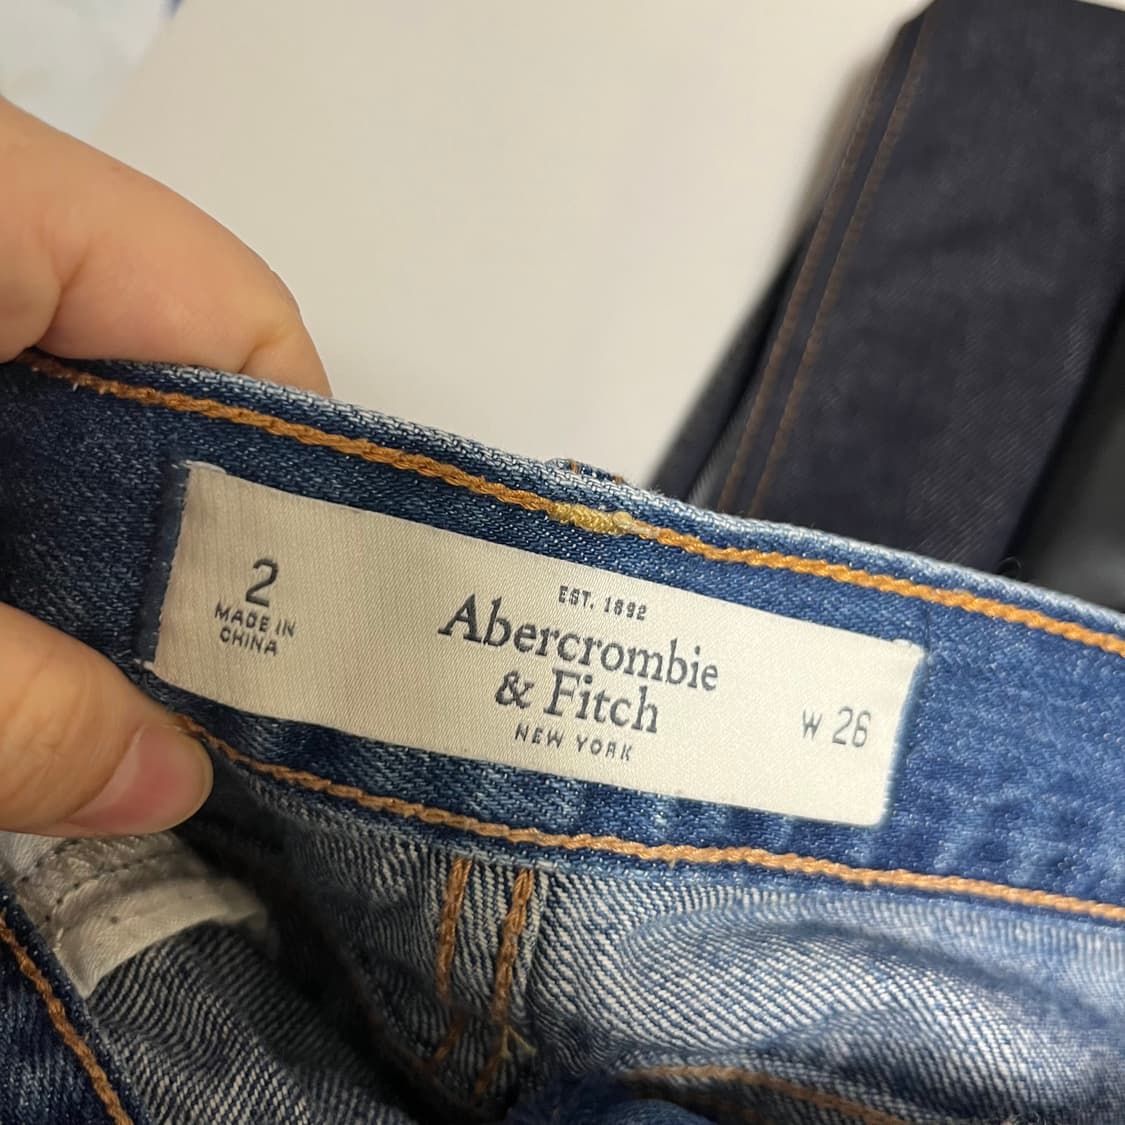 2
MADE IN
CHINA
EST. 1892
Abercrombie
& Fitch
NEW YORK
W 26